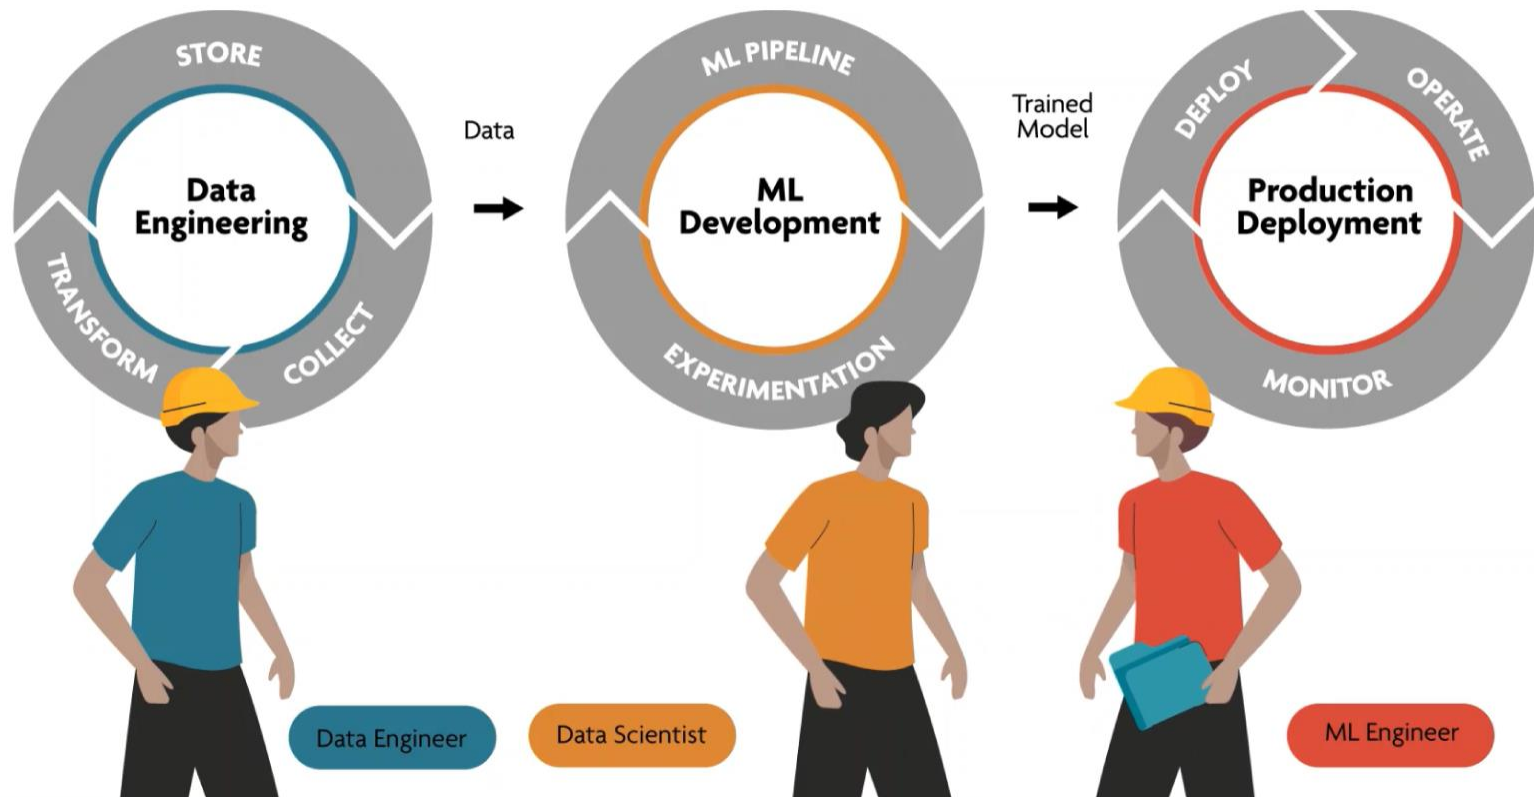 STORE
TRANSFORM
COLLECT
Data
Engineering
Data
ML PIPELINE
EXPERIMENTATION
ML
Development
Trained
Model
DEPLOY
OPERATE
MONITOR
Production
Deployment
Data Engineer
Data Scientist
ML Engineer